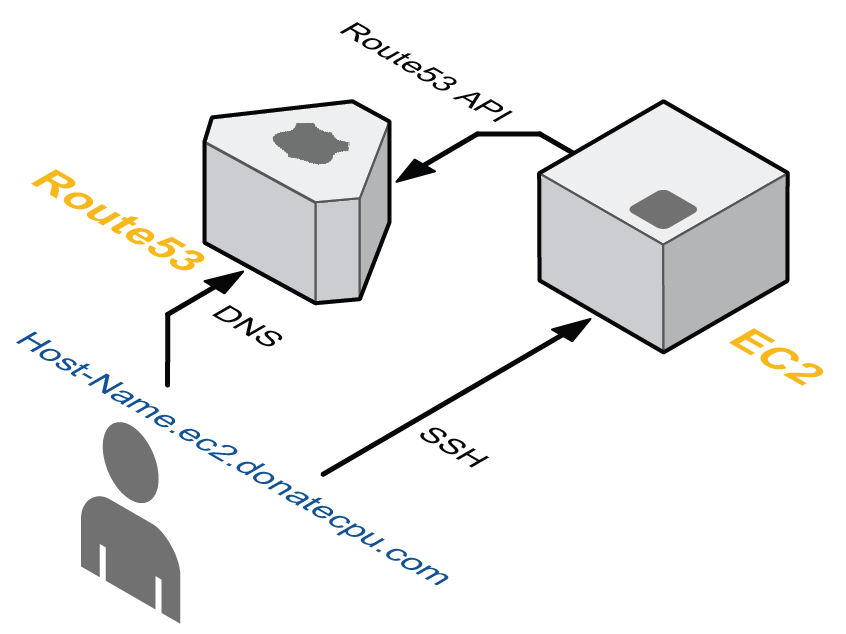 Route53 API
Route53
DNS
EC2
Host-Name.ec2.donatecpu.com
SSH